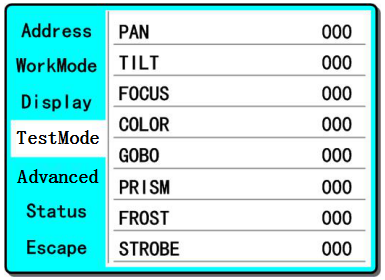 Address
WorkMode
Display
TestMode
Advanced
Status
Escape
PAN 000
TILT 000
FOCUS 000
COLOR 000
GOBO 000
PRISM 000
FROST 000
STROBE 000